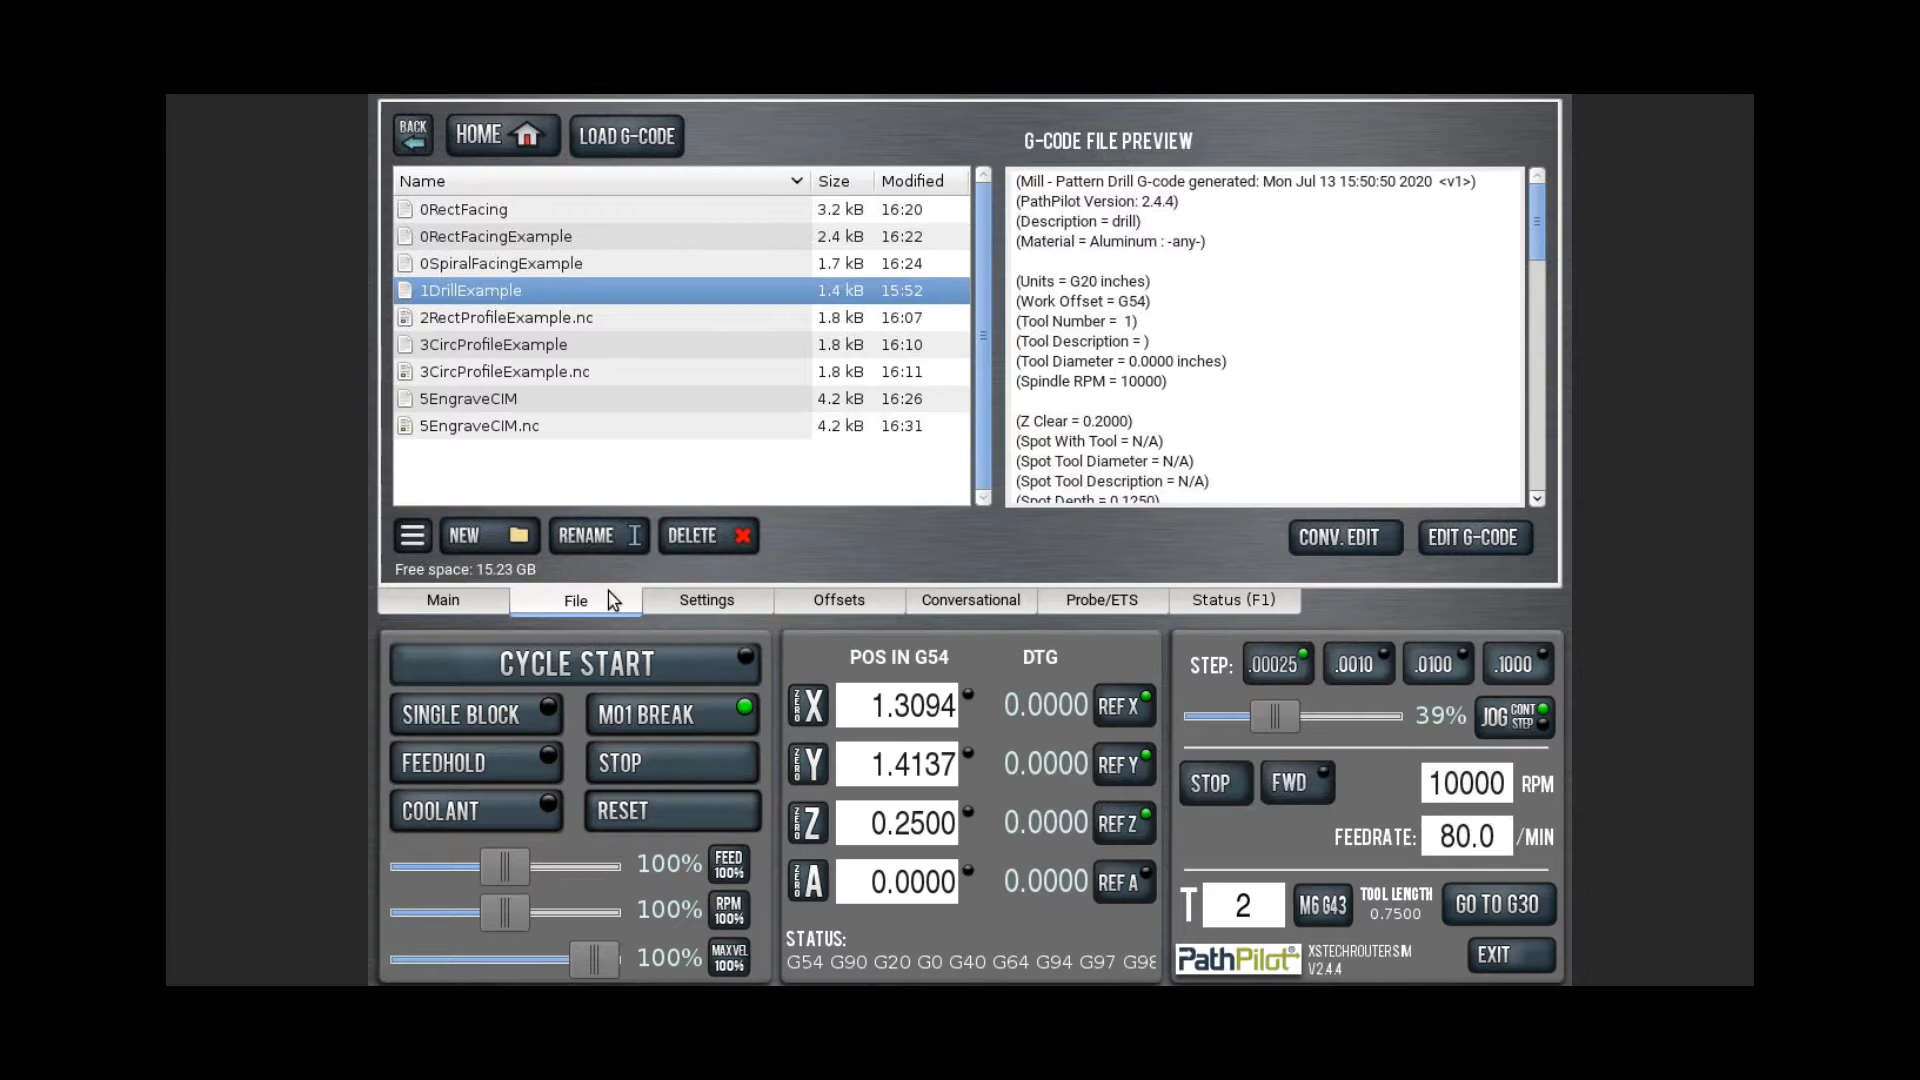 BACK
HOME
LOAD G-CODE
G-CODE FILE PREVIEW
Name Size Modified
0RectFacing 3.2 kB 16:20
0RectFacingExample 2.4 kB 16:22
0SpiralFacingExample 1.7 kB 16:24
1DrillExample 1.4 kB 15:52
2RectProfileExample.nc 1.8 kB 16:07
3CircProfileExample 1.8 kB 16:10
3CircProfileExample.nc 1.8 kB 16:11
5EngraveCIM 4.2 kB 16:26
5EngraveCIM.nc 4.2 kB 16:31
(Mill - Pattern Drill G-code generated: Mon Jul 13 15:50:50 2020 <v1>)
(PathPilot Version: 2.4.4)
(Description = drill)
(Material = Aluminum : -any-)
(Units = G20 inches)
(Work Offset = G54)
(Tool Number = 1)
(Tool Description = )
(Tool Diameter = 0.0000 inches)
(Spindle RPM = 10000)
(Z Clear = 0.2000)
(Spot With Tool = N/A)
(Spot Tool Diameter = N/A)
(Spot Tool Description = N/A)
(Spot Depth = 0.1250)
NEW RENAME DELETE
CONV. EDIT EDIT G-CODE
Free space: 15.23 GB
Main File Settings Offsets Conversational Probe/ETS Status (F1)
CYCLE START
SINGLE BLOCK M01 BREAK
FEEDHOLD STOP
COOLANT RESET
100% FEED 100%
100% RPM 100%
100% MAXVEL 100%
POS IN G54 DTG
ZERO X 1.3094 0.0000 REF X
ZERO Y 1.4137 0.0000 REF Y
ZERO Z 0.2500 0.0000 REF Z
ZERO A 0.0000 0.0000 REF A
STATUS:
G54 G90 G20 G0 G40 G64 G94 G97 G98
STEP: .00025 .0010 .0100 .1000
39% JOG CONT STEP
STOP FWD 10000 RPM
FEEDRATE: 80.0 /MIN
T 2 M6 G43 TOOL LENGTH 0.7500 GO TO G30
PathPilot XSTECHROUTERSIM
V2.4.4
EXIT